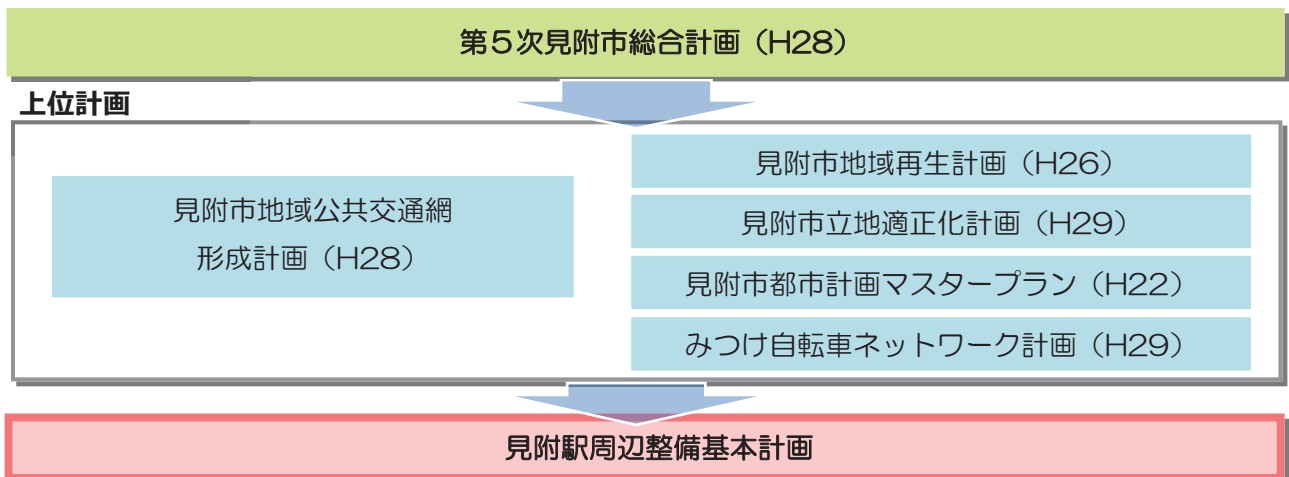 第５次見附市総合計画（H28）
上位計画
見附市地域公共交通網
形成計画（H28）
見附市地域再生計画（H26）
見附市立地適正化計画（H29）
見附市都市計画マスタープラン（H22）
みつけ自転車ネットワーク計画（H29）
見附駅周辺整備基本計画